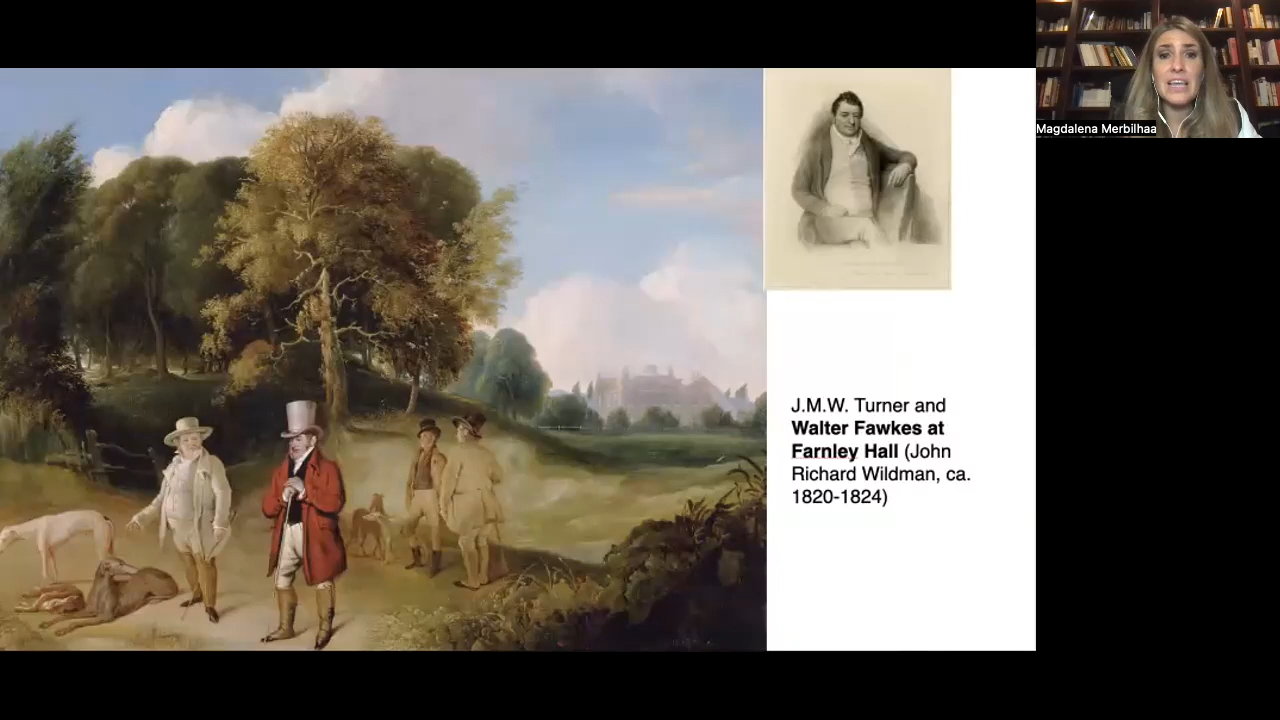 Magdalena Merbilhaa
J.M.W. Turner and
Walter Fawkes at
Farnley Hall (John
Richard Wildman, ca.
1820-1824)